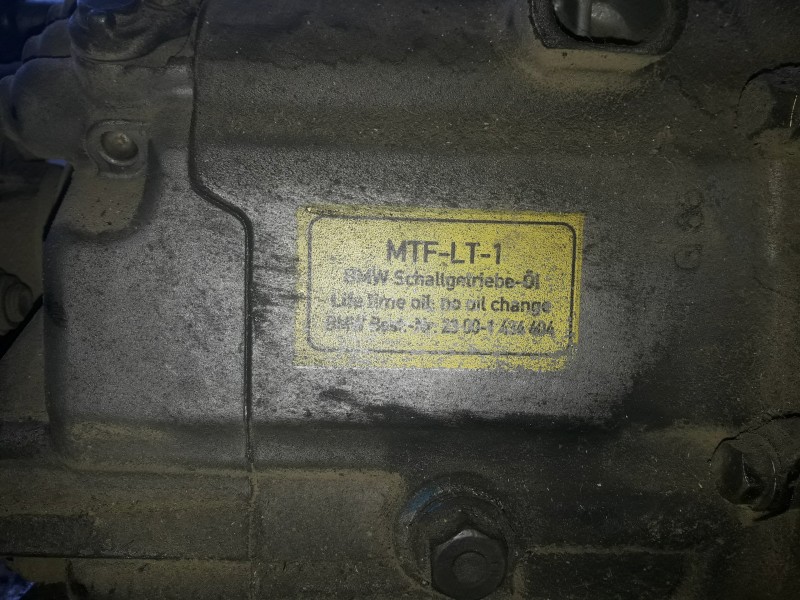 MTF-LT-1
BMW Schaltgetriebe-Öl
Life time oil: no oil change
BMW Best.-Nr. 23 00-1 434 404